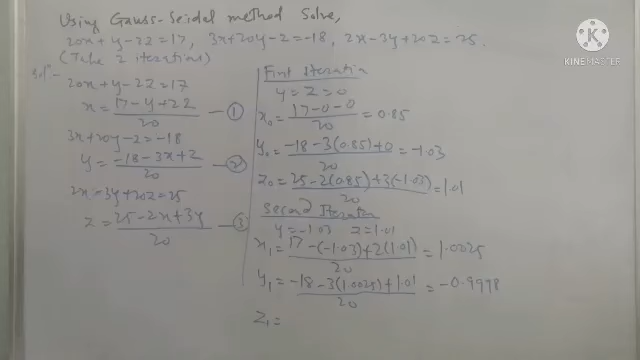 Using Gauss-Seidal method Solve,
20x+y-2z=17, 3x+20y-z=-18, 2x-3y+20z=25.
(Take 2 iterations)
Solⁿ-
20x+y-2z=17
x = (17-y+2z)/20 — ①
3x+20y-z=-18
y = (-18-3x+z)/20 — ②
2x-3y+20z=25
z = (25-2x+3y)/20 — ③
First Iteration
y=z=0
x₀ = (17-0-0)/20 = 0.85
y₀ = (-18-3(0.85)+0)/20 = -1.03
z₀ = (25-2(0.85)+3(-1.03))/20 = 1.01
Second Iteration
y=-1.03 z=1.01
x₁ = (17-(-1.03)+2(1.01))/20 = 1.0025
y₁ = (-18-3(1.0025)+1.01)/20 = -0.9998
z₁ =
KINEMASTER